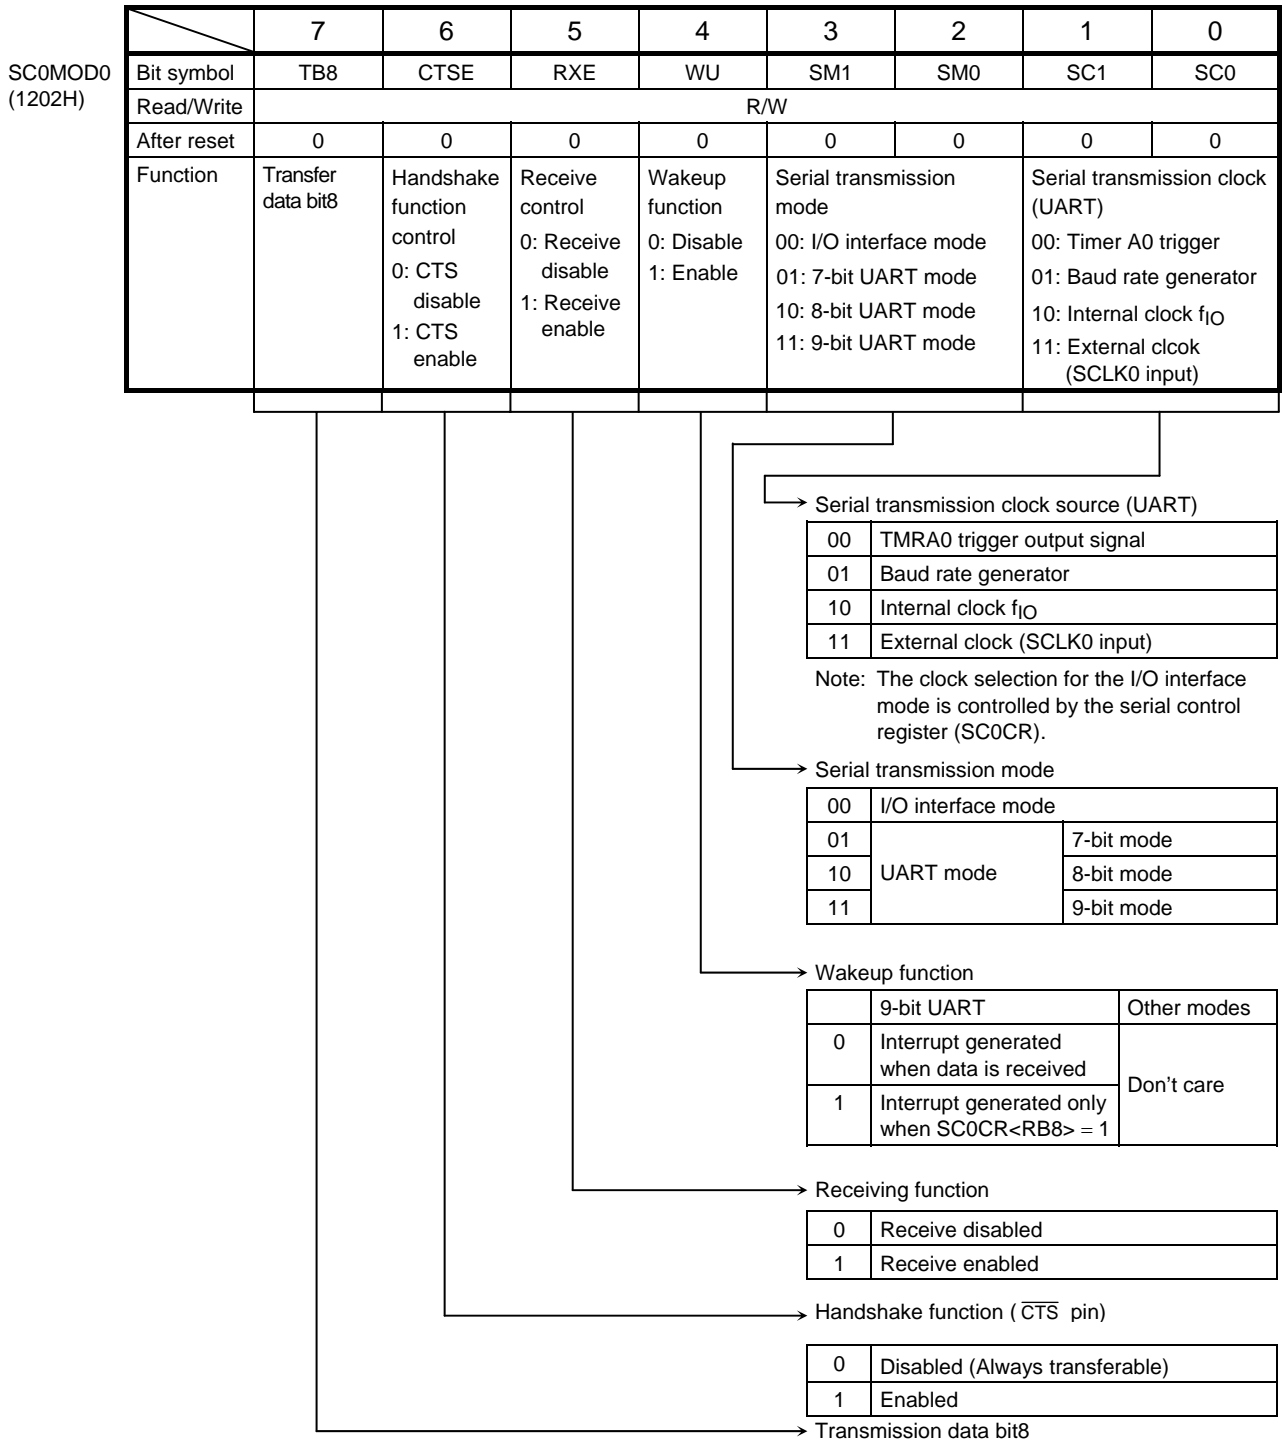 7 6 5 4 3 2 1 0
SC0MOD0
(1202H)
Bit symbol TB8 CTSE RXE WU SM1 SM0 SC1 SC0
Read/Write R/W
After reset 0 0 0 0 0 0 0 0
Function
Transfer
data bit8
Handshake
function
control
0: CTS
disable
1: CTS
enable
Receive
control
0: Receive
disable
1: Receive
enable
Wakeup
function
0: Disable
1: Enable
Serial transmission
mode
00: I/O interface mode
01: 7-bit UART mode
10: 8-bit UART mode
11: 9-bit UART mode
Serial transmission clock
(UART)
00: Timer A0 trigger
01: Baud rate generator
10: Internal clock fIO
11: External clcok
(SCLK0 input)
Serial transmission clock source (UART)
00 TMRA0 trigger output signal
01 Baud rate generator
10 Internal clock fIO
11 External clock (SCLK0 input)
Note: The clock selection for the I/O interface
mode is controlled by the serial control
register (SC0CR).
Serial transmission mode
00 I/O interface mode
01 7-bit mode
10 UART mode 8-bit mode
11 9-bit mode
Wakeup function
9-bit UART Other modes
0 Interrupt generated
when data is received
Don't care
1 Interrupt generated only
when SC0CR<RB8> = 1
Receiving function
0 Receive disabled
1 Receive enabled
Handshake function ( C̅T̅S̅ pin)
0 Disabled (Always transferable)
1 Enabled
Transmission data bit8